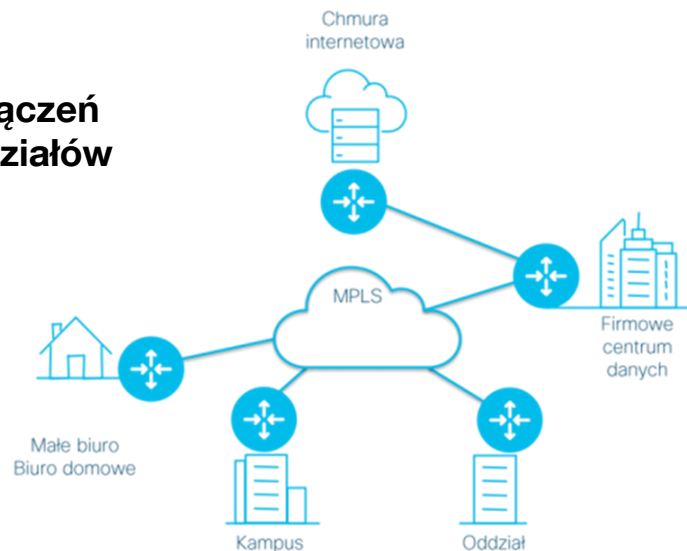 Chmura
internetowa
ączeń
ziałów
MPLS
Firmowe
centrum
danych
Małe biuro
Biuro domowe
Kampus
Oddział